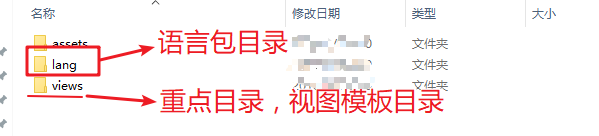 名称 修改日期 类型 大小
assets 文件夹
语言包目录
lang 文件夹
views 文件夹
重点目录，视图模板目录